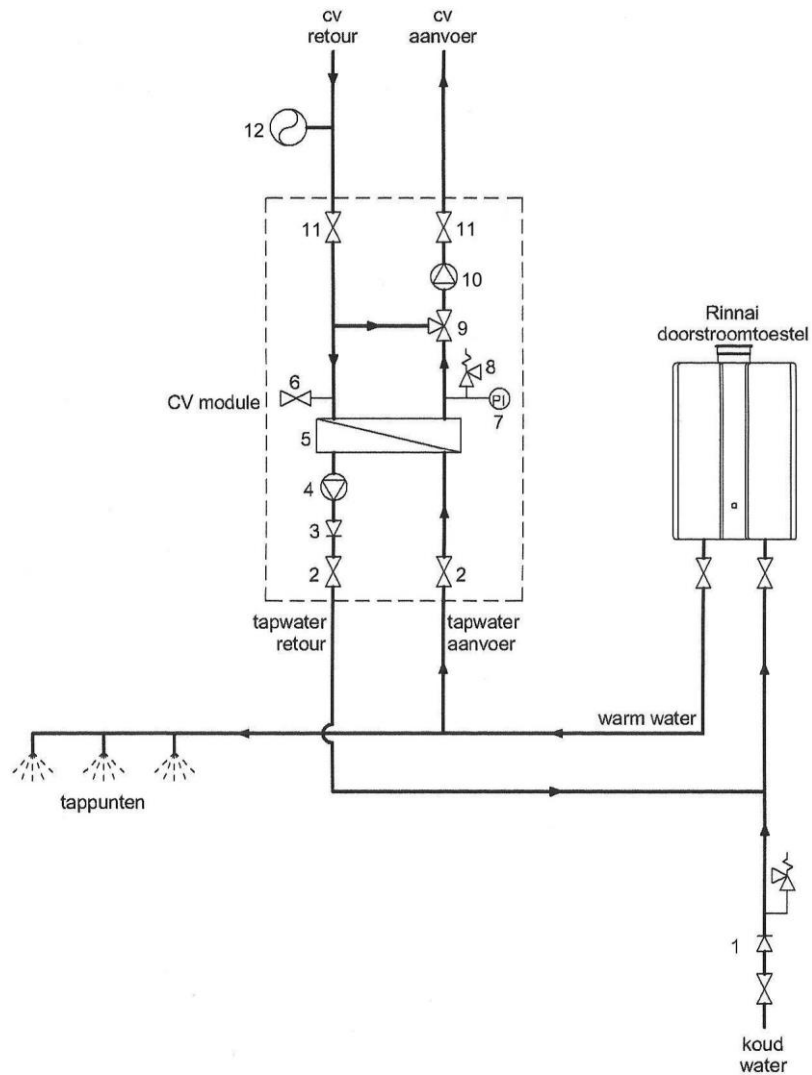 cv
retour
cv
aanvoer
12
11
11
10
9
Rinnai
doorstroomtoestel
8
6
CV module
PI
7
5
4
3
2
2
tapwater
retour
tapwater
aanvoer
warm water
tappunten
1
koud
water